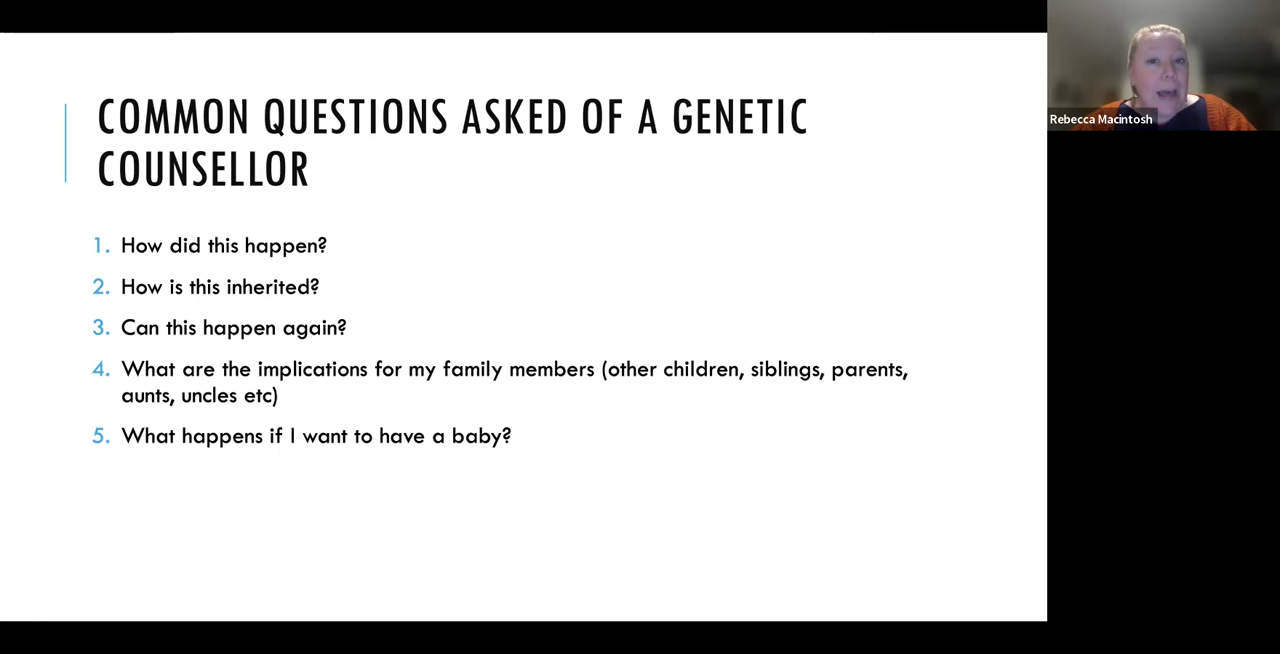 COMMON QUESTIONS ASKED OF A GENETIC
COUNSELLOR
1. How did this happen?
2. How is this inherited?
3. Can this happen again?
4. What are the implications for my family members (other children, siblings, parents,
aunts, uncles etc)
5. What happens if I want to have a baby?
Rebecca Macintosh